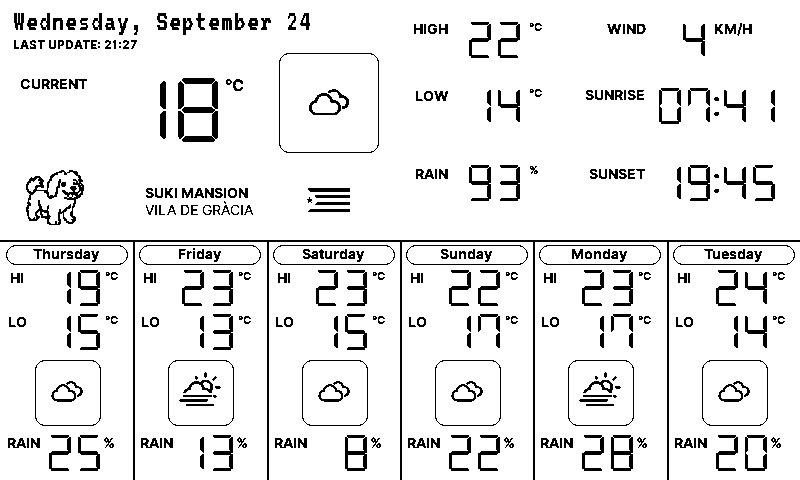 Wednesday, September 24
LAST UPDATE: 21:27
CURRENT 18 °C
SUKI MANSION
VILA DE GRÀCIA
HIGH 22 °C
LOW 14 °C
RAIN 93 %
WIND 4 KM/H
SUNRISE 07:41
SUNSET 19:45
Thursday
HI 19 °C
LO 15 °C
RAIN 25 %
Friday
HI 23 °C
LO 13 °C
RAIN 13 %
Saturday
HI 23 °C
LO 15 °C
RAIN 8 %
Sunday
HI 22 °C
LO 17 °C
RAIN 22 %
Monday
HI 23 °C
LO 17 °C
RAIN 28 %
Tuesday
HI 24 °C
LO 14 °C
RAIN 20 %